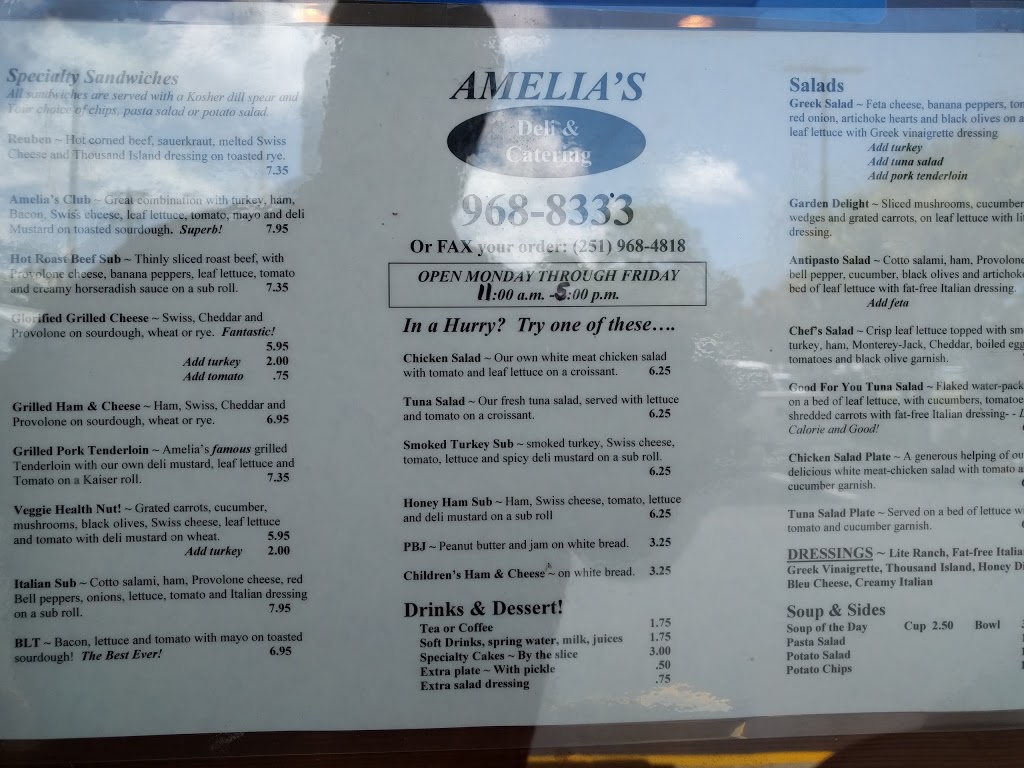 Specialty Sandwiches
All sandwiches are served with a Kosher dill spear and
Your choice of chips, pasta salad or potato salad.
Reuben ~ Hot corned beef, sauerkraut, melted Swiss
Cheese and Thousand Island dressing on toasted rye.
7.35
Amelia's Club ~ Great combination with turkey, ham,
Bacon, Swiss cheese, leaf lettuce, tomato, mayo and deli
Mustard on toasted sourdough. Superb! 7.95
Hot Roast Beef Sub ~ Thinly sliced roast beef, with
Provolone cheese, banana peppers, leaf lettuce, tomato
and creamy horseradish sauce on a sub roll. 7.35
Glorified Grilled Cheese ~ Swiss, Cheddar and
Provolone on sourdough, wheat or rye. Fantastic!
5.95
Add turkey 2.00
Add tomato .75
Grilled Ham & Cheese ~ Ham, Swiss, Cheddar and
Provolone on sourdough, wheat or rye. 6.95
Grilled Pork Tenderloin ~ Amelia's famous grilled
Tenderloin with our own deli mustard, leaf lettuce and
Tomato on a Kaiser roll. 7.35
Veggie Health Nut! ~ Grated carrots, cucumber,
mushrooms, black olives, Swiss cheese, leaf lettuce
and tomato with deli mustard on wheat. 5.95
Add turkey 2.00
Italian Sub ~ Cotto salami, ham, Provolone cheese, red
Bell peppers, onions, lettuce, tomato and Italian dressing
on a sub roll. 7.95
BLT ~ Bacon, lettuce and tomato with mayo on toasted
sourdough! The Best Ever! 6.95
AMELIA'S
Deli &
Catering
968-8333
Or FAX your order: (251) 968-4818
OPEN MONDAY THROUGH FRIDAY
11:00 a.m. -5:00 p.m.
In a Hurry? Try one of these….
Chicken Salad ~ Our own white meat chicken salad
with tomato and leaf lettuce on a croissant. 6.25
Tuna Salad ~ Our fresh tuna salad, served with lettuce
and tomato on a croissant. 6.25
Smoked Turkey Sub ~ smoked turkey, Swiss cheese,
tomato, lettuce and spicy deli mustard on a sub roll.
6.25
Honey Ham Sub ~ Ham, Swiss cheese, tomato, lettuce
and deli mustard on a sub roll 6.25
PBJ ~ Peanut butter and jam on white bread. 3.25
Children's Ham & Cheese ~ on white bread. 3.25
Drinks & Dessert!
Tea or Coffee 1.75
Soft Drinks, spring water, milk, juices 1.75
Specialty Cakes ~ By the slice 3.00
Extra plate ~ With pickle .50
Extra salad dressing .75
Salads
Greek Salad ~ Feta cheese, banana peppers,
red onion, artichoke hearts and black olives on a
leaf lettuce with Greek vinaigrette dressing
Add turkey
Add tuna salad
Add pork tenderloin
Garden Delight ~ Sliced mushrooms, cucumber
wedges and grated carrots, on leaf lettuce with
dressing.
Antipasto Salad ~ Cotto salami, ham, Provolone
bell pepper, cucumber, black olives and artichoke
bed of leaf lettuce with fat-free Italian dressing.
Add feta
Chef's Salad ~ Crisp leaf lettuce topped with
turkey, ham, Monterey-Jack, Cheddar, boiled egg
tomatoes and black olive garnish.
Good For You Tuna Salad ~ Flaked water-pack
on a bed of leaf lettuce, with cucumbers, tomatoe
shredded carrots with fat-free Italian dressing- -
Calorie and Good!
Chicken Salad Plate ~ A generous helping of ou
delicious white meat-chicken salad with tomato a
cucumber garnish.
Tuna Salad Plate ~ Served on a bed of lettuce w
tomato and cucumber garnish.
DRESSINGS ~ Lite Ranch, Fat-free Italia
Greek Vinaigrette, Thousand Island, Honey Di
Bleu Cheese, Creamy Italian
Soup & Sides
Soup of the Day Cup 2.50 Bowl
Pasta Salad
Potato Salad
Potato Chips